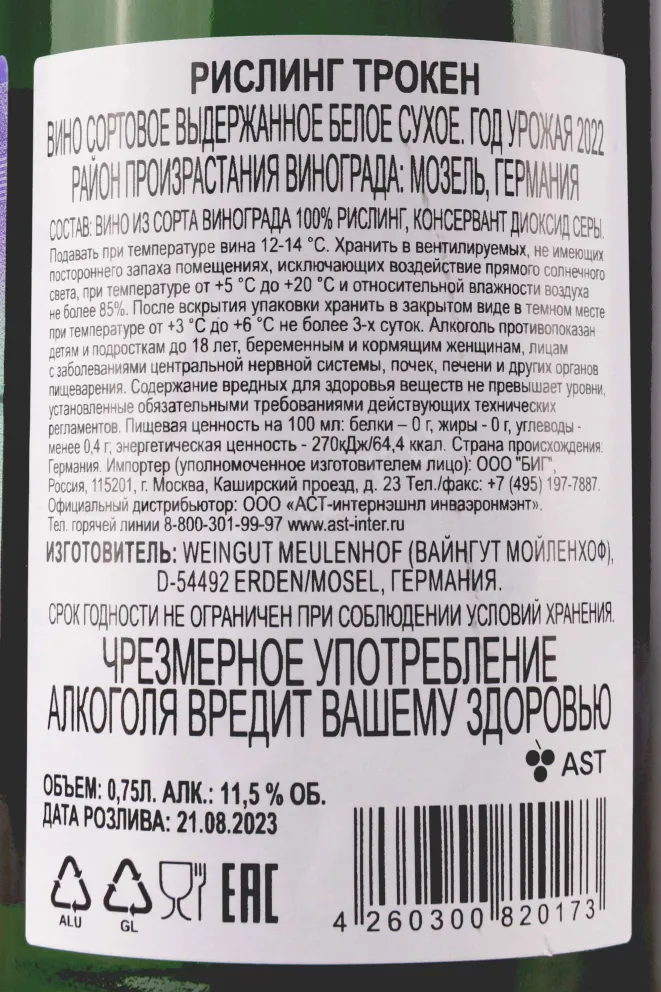 РИСЛИНГ ТРОКЕН
ВИНО СОРТОВОЕ ВЫДЕРЖАННОЕ БЕЛОЕ СУХОЕ. ГОД УРОЖАЯ 2022
РАЙОН ПРОИЗРАСТАНИЯ ВИНОГРАДА: МОЗЕЛЬ, ГЕРМАНИЯ
СОСТАВ: ВИНО ИЗ СОРТА ВИНОГРАДА 100% РИСЛИНГ, КОНСЕРВАНТ ДИОКСИД СЕРЫ.
Подавать при температуре вина 12-14 °С. Хранить в вентилируемых, не имеющих
постороннего запаха помещениях, исключающих воздействие прямого солнечного
света, при температуре от +5 °С до +20 °С и относительной влажности воздуха
не более 85%. После вскрытия упаковки хранить в закрытом виде в темном месте
при температуре от +3 °С до +6 °С не более 3-х суток. Алкоголь противопоказан
детям и подросткам до 18 лет, беременным и кормящим женщинам, лицам
с заболеваниями центральной нервной системы, почек, печени и других органов
пищеварения. Содержание вредных для здоровья веществ не превышает уровни,
установленные обязательными требованиями действующих технических
регламентов. Пищевая ценность на 100 мл: белки – 0 г, жиры - 0 г, углеводы -
менее 0,4 г; энергетическая ценность - 270кДж/64,4 ккал. Страна происхождения:
Германия. Импортер (уполномоченное изготовителем лицо): ООО "БИГ",
Россия, 115201, г. Москва, Каширский проезд, д. 23 Тел./факс: +7 (495) 197-7887.
Официальный дистрибьютор: ООО «АСТ-интернэшнл инваэронмэнт».
Тел. горячей линии 8-800-301-99-97 www.ast-inter.ru
ИЗГОТОВИТЕЛЬ: WEINGUT MEULENHOF (ВАЙНГУТ МОЙЛЕНХОФ),
D-54492 ERDEN/MOSEL, ГЕРМАНИЯ.
СРОК ГОДНОСТИ НЕ ОГРАНИЧЕН ПРИ СОБЛЮДЕНИИ УСЛОВИЙ ХРАНЕНИЯ.
ЧРЕЗМЕРНОЕ УПОТРЕБЛЕНИЕ
АЛКОГОЛЯ ВРЕДИТ ВАШЕМУ ЗДОРОВЬЮ
AST
ОБЪЕМ: 0,75Л. АЛК.: 11,5 % ОБ.
ДАТА РОЗЛИВА: 21.08.2023
ALU
GL
EAC
4 260300 820173